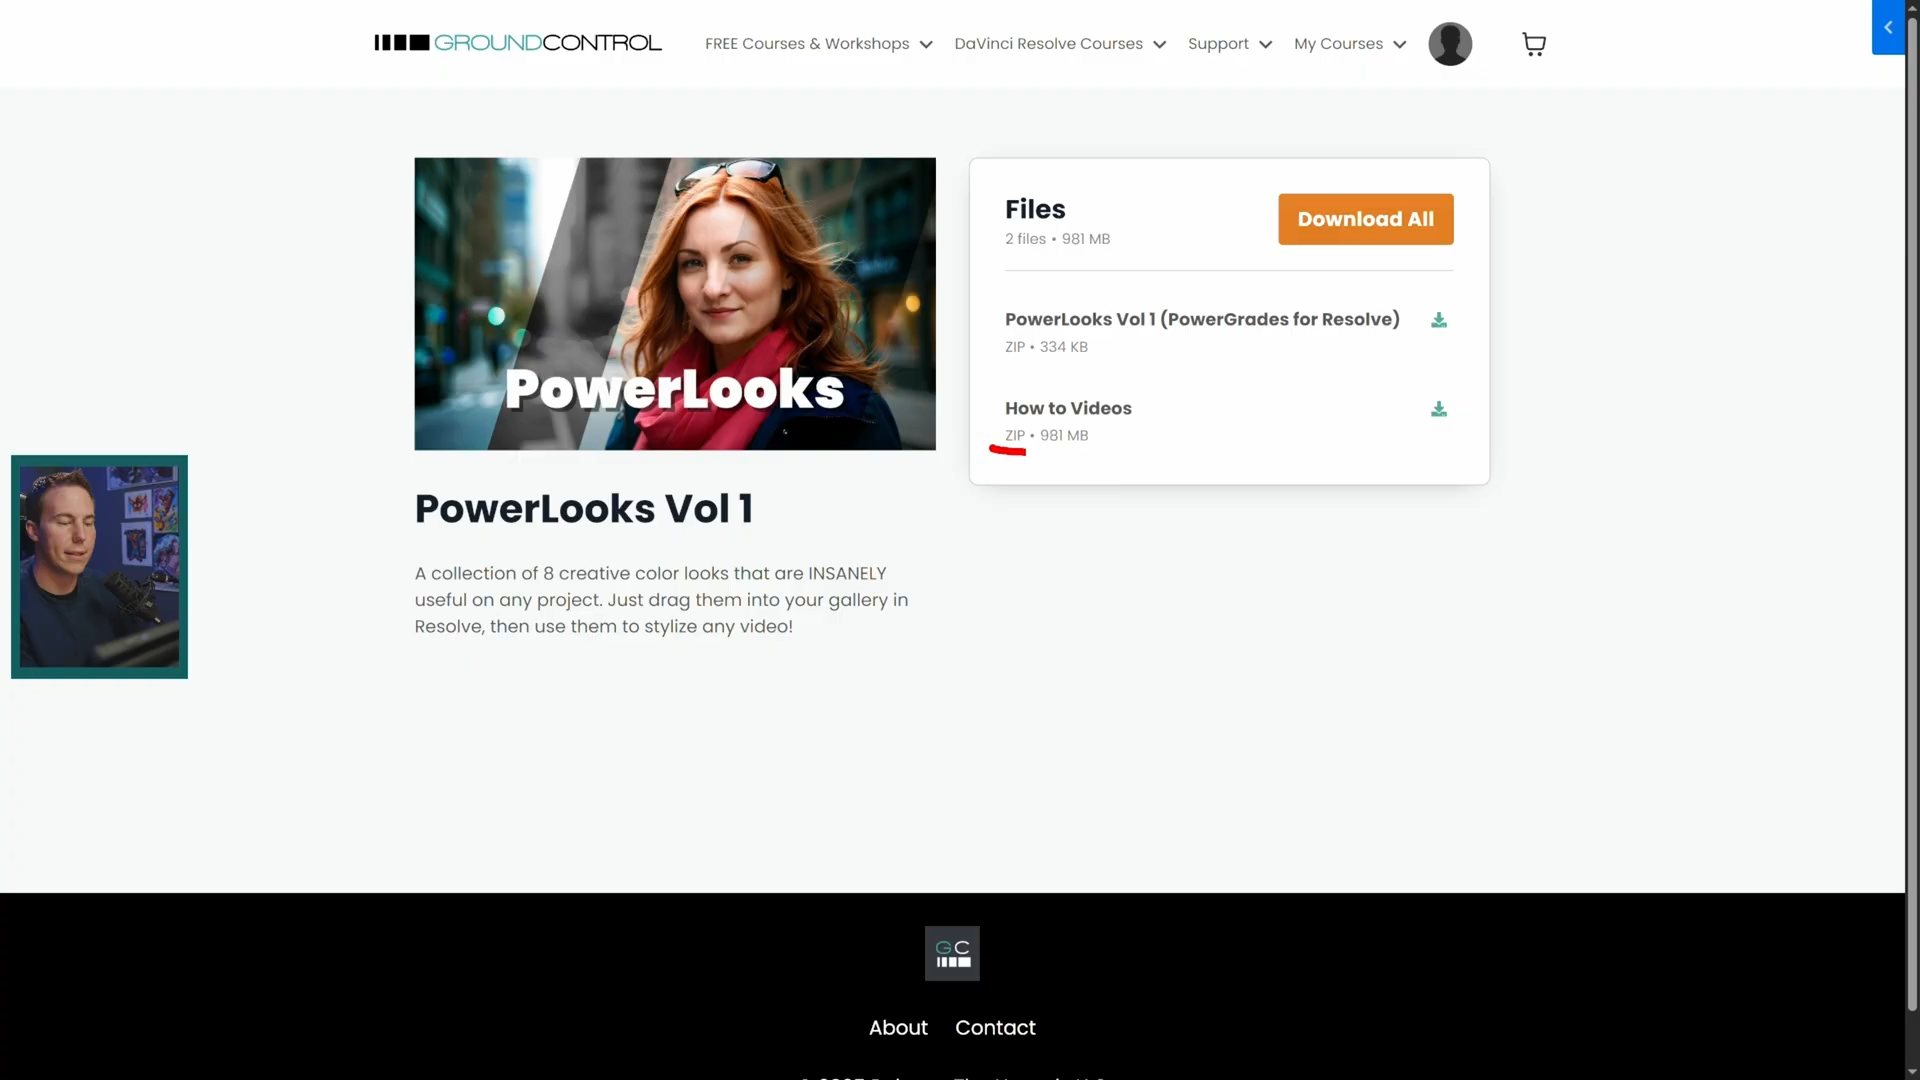 GROUNDCONTROL
FREE Courses & Workshops
DaVinci Resolve Courses
Support
My Courses
PowerLooks
Files
Download All
2 files • 981 MB
PowerLooks Vol 1 (PowerGrades for Resolve)
ZIP • 334 KB
How to Videos
ZIP • 981 MB
PowerLooks Vol 1
A collection of 8 creative color looks that are INSANELY
useful on any project. Just drag them into your gallery in
Resolve, then use them to stylize any video!
GC
About
Contact